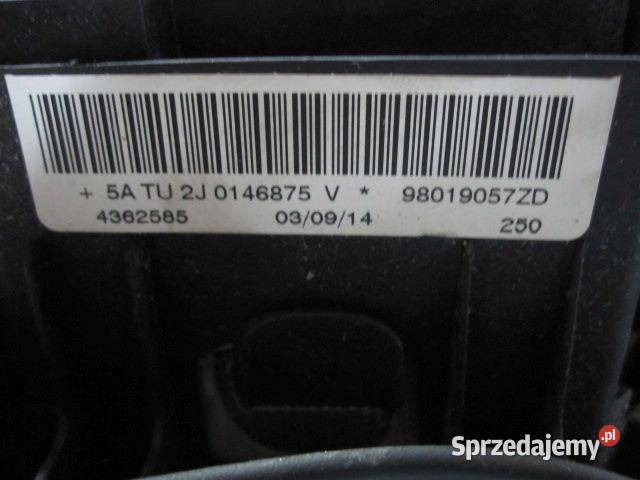 + 5A TU 2J 0146875 V * 98019057ZD
4362585 03/09/14 250
Sprzedajemy.pl